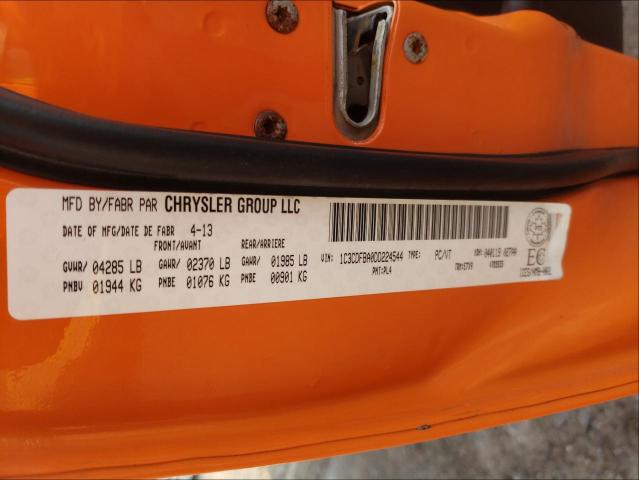 MFD BY/FABR PAR CHRYSLER GROUP LLC
DATE OF MFG/DATE DE FABR 4-13
FRONT/AVANT REAR/ARRIERE
GVWR/ 04285 LB GAWR/ 02370 LB GAWR/ 01985 LB
PNBV 01944 KG PNBE 01076 KG PNBE 00901 KG
VIN: 1C3CDFBA0DD224544 TYPE: PC/VT MDH: 040119
PNT:PL4
EC